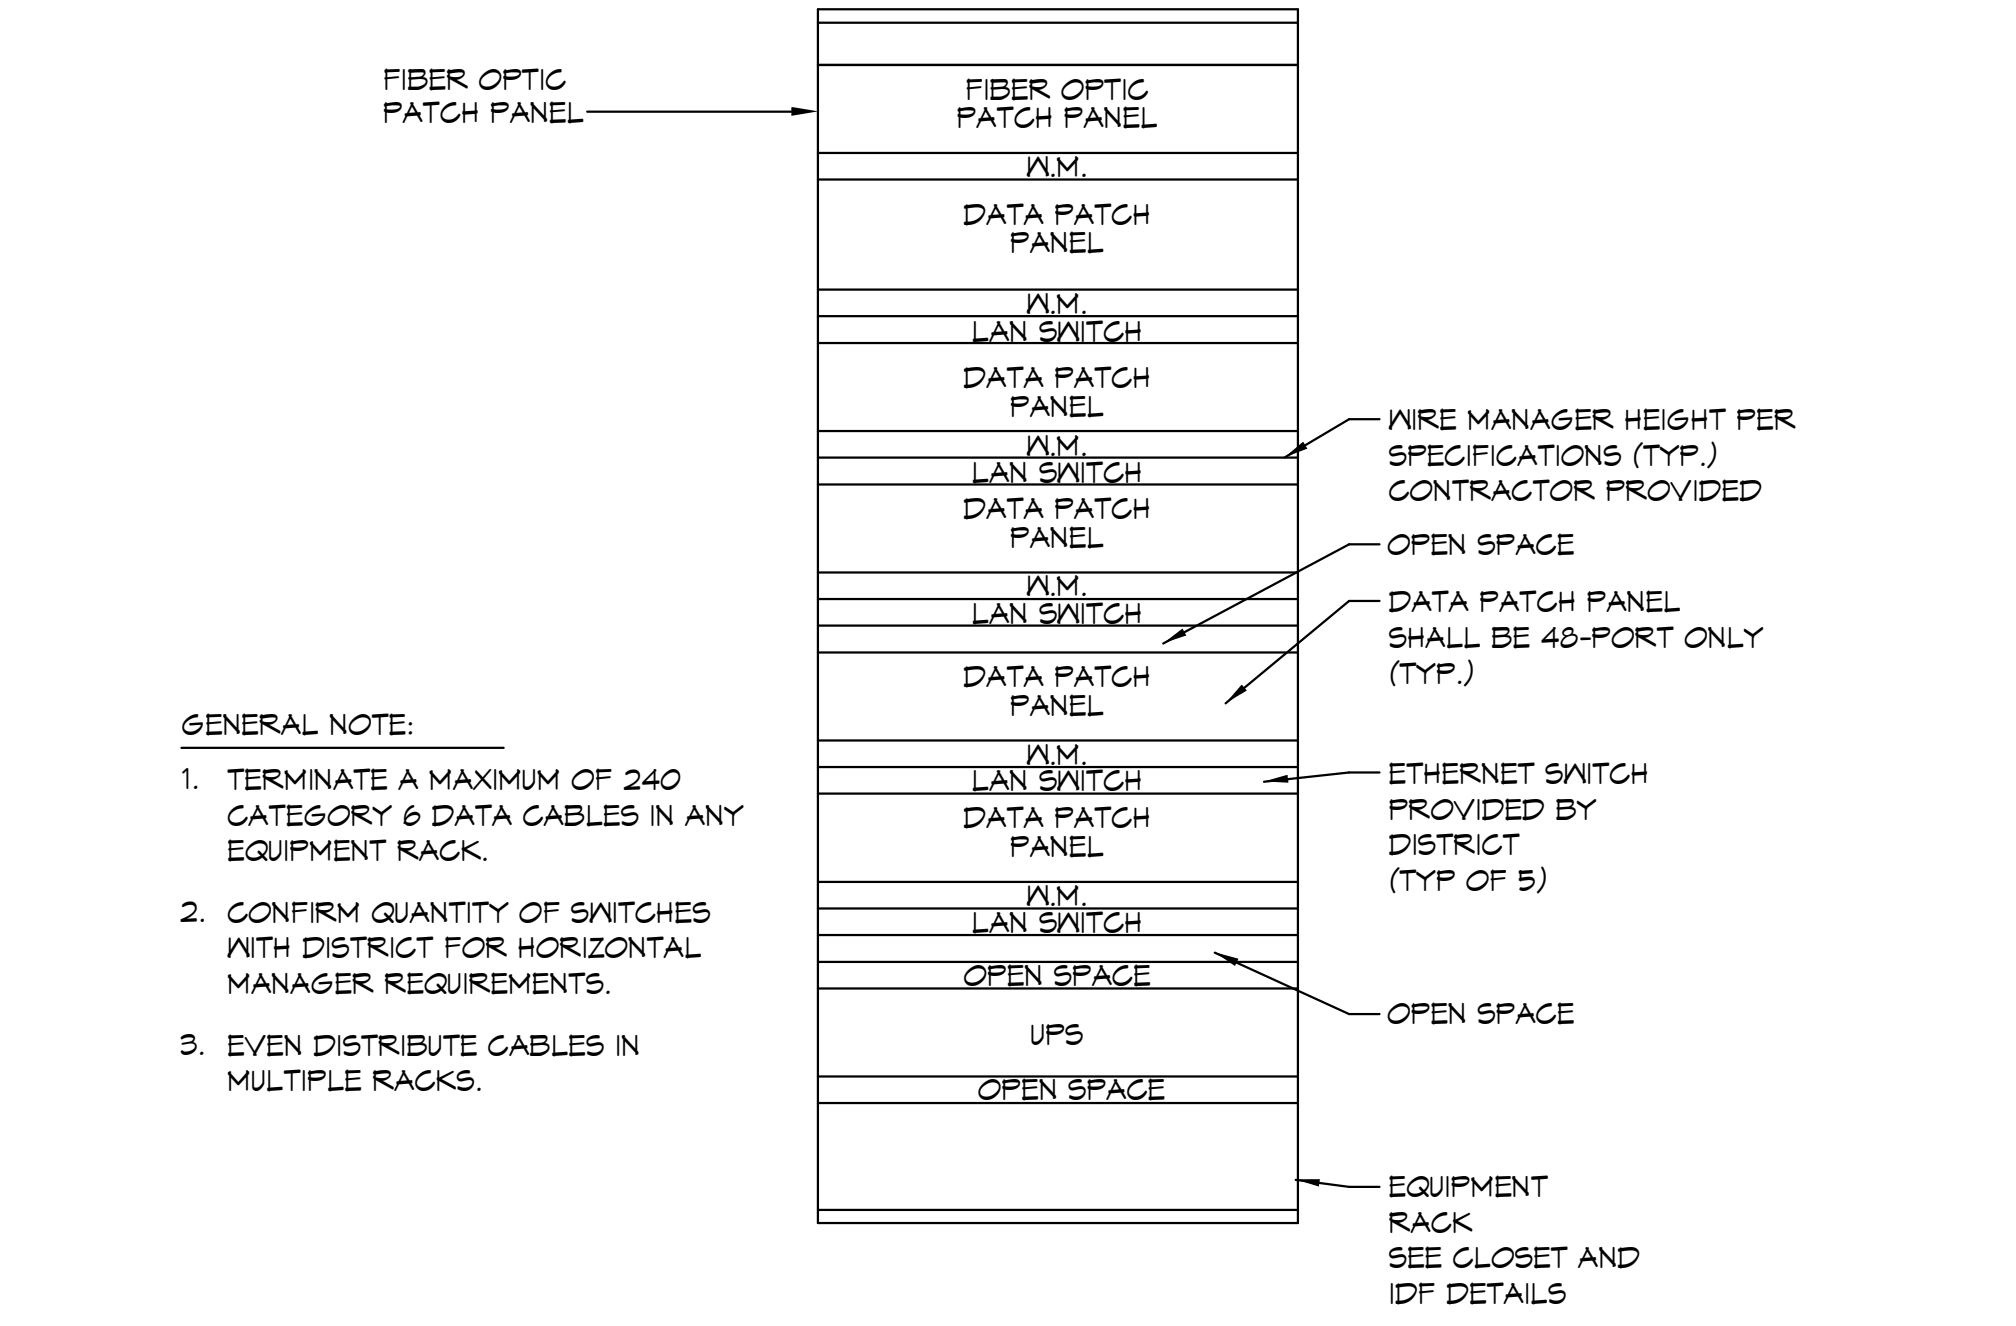 FIBER OPTIC
PATCH PANEL
FIBER OPTIC
PATCH PANEL
W.M.
DATA PATCH
PANEL
W.M.
LAN SWITCH
DATA PATCH
PANEL
W.M.
LAN SWITCH
DATA PATCH
PANEL
W.M.
LAN SWITCH
DATA PATCH
PANEL
W.M.
LAN SWITCH
DATA PATCH
PANEL
W.M.
LAN SWITCH
OPEN SPACE
UPS
OPEN SPACE
WIRE MANAGER HEIGHT PER
SPECIFICATIONS (TYP.)
CONTRACTOR PROVIDED
OPEN SPACE
DATA PATCH PANEL
SHALL BE 48-PORT ONLY
(TYP.)
ETHERNET SWITCH
PROVIDED BY
DISTRICT
(TYP OF 5)
OPEN SPACE
EQUIPMENT
RACK
SEE CLOSET AND
IDF DETAILS
GENERAL NOTE:
1. TERMINATE A MAXIMUM OF 240
CATEGORY 6 DATA CABLES IN ANY
EQUIPMENT RACK.
2. CONFIRM QUANTITY OF SWITCHES
WITH DISTRICT FOR HORIZONTAL
MANAGER REQUIREMENTS.
3. EVEN DISTRIBUTE CABLES IN
MULTIPLE RACKS.